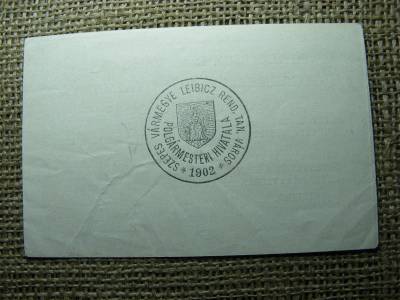 SZEPES VÁRMEGYE LEIBICZ REND. TAN. VÁROS
POLGÁRMESTERI HIVATALA
* 1902 *